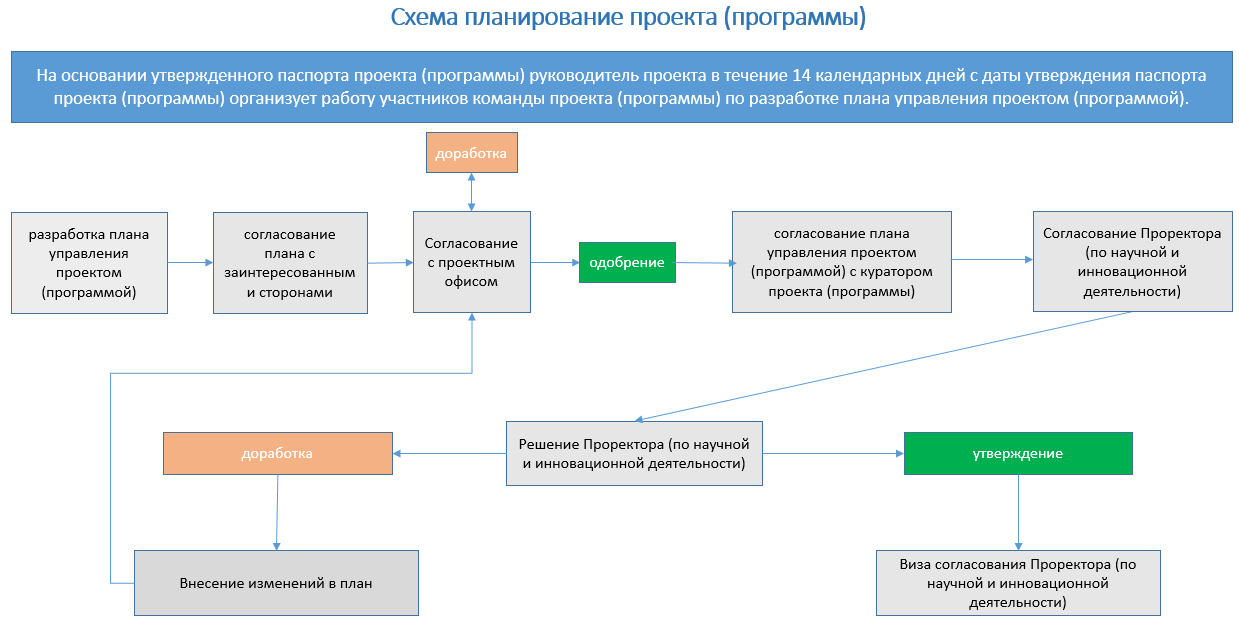 Схема планирование проекта (программы)
На основании утвержденного паспорта проекта (программы) руководитель проекта в течение 14 календарных дней с даты утверждения паспорта
проекта (программы) организует работу участников команды проекта (программы) по разработке плана управления проектом (программой).
доработка
разработка плана
управления
проектом
(программой)
согласование
плана с
заинтересованным
и сторонами
Согласование
с проектным
офисом
одобрение
согласование плана
управления проектом
(программой) с куратором
проекта (программы)
Согласование Проректора
(по научной и
инновационной
деятельности)
доработка
Решение Проректора (по научной
и инновационной деятельности)
утверждение
Внесение изменений в план
Виза согласования Проректора (по
научной и инновационной
деятельности)